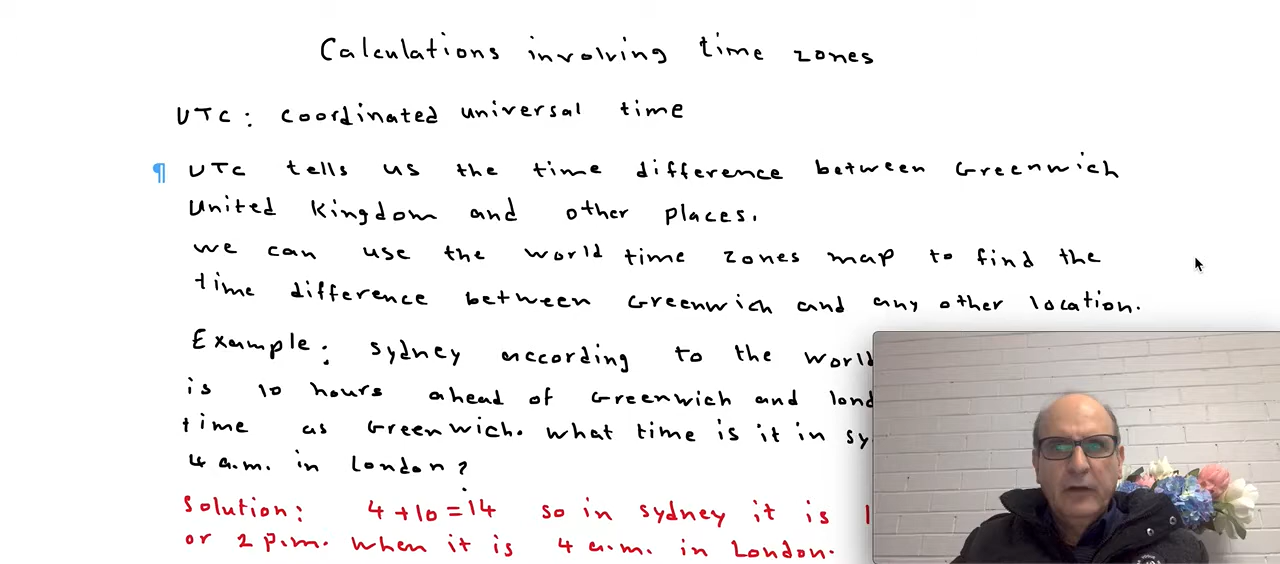 Calculations involving time zones
UTC: coordinated universal time
¶ UTC tells us the time difference between Greenwich
United Kingdom and other places.
we can use the world time zones map to find the
time difference between Greenwich and any other location.
Example: sydney according to the world
is 10 hours ahead of Greenwich and
time as Greenwich. what time is it in
4 a.m. in london?
Solution: 4+10=14 so in sydney it is
or 2 p.m. when it is 4 a.m. in London.